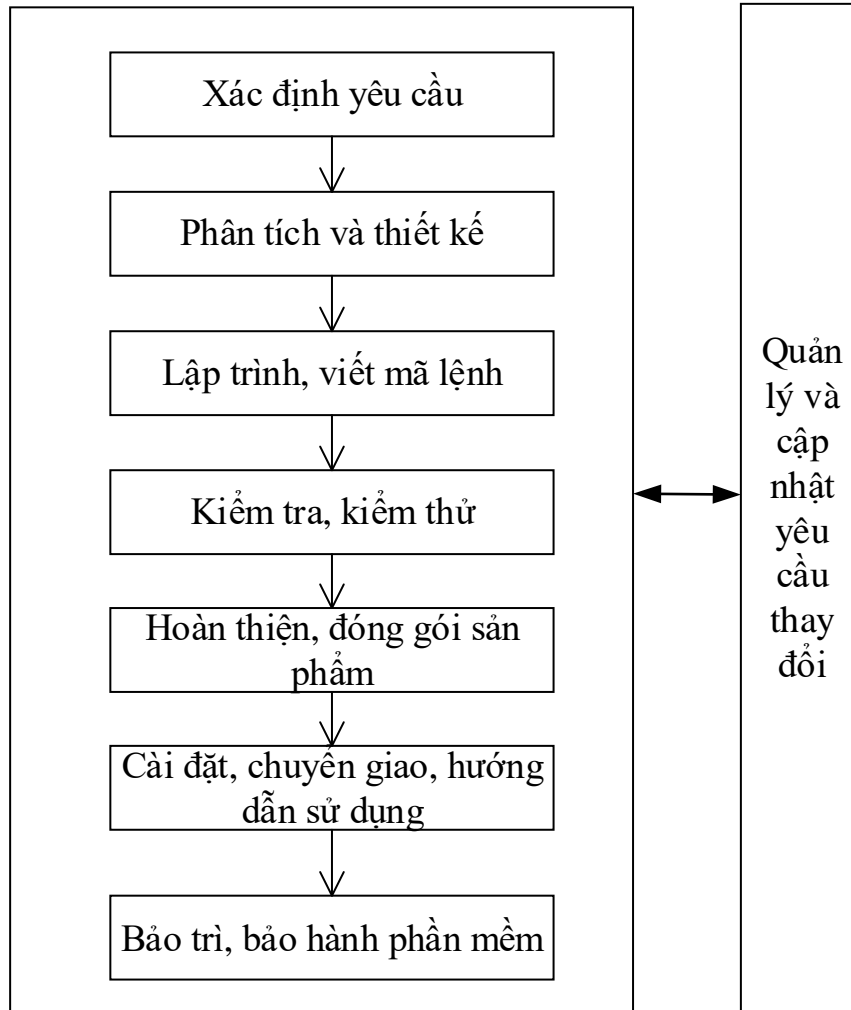 Xác định yêu cầu
Phân tích và thiết kế
Lập trình, viết mã lệnh
Kiểm tra, kiểm thử
Hoàn thiện, đóng gói sản
phẩm
Cài đặt, chuyển giao, hướng
dẫn sử dụng
Bảo trì, bảo hành phần mềm
Quản
lý và
cập
nhật
yêu
cầu
thay
đổi